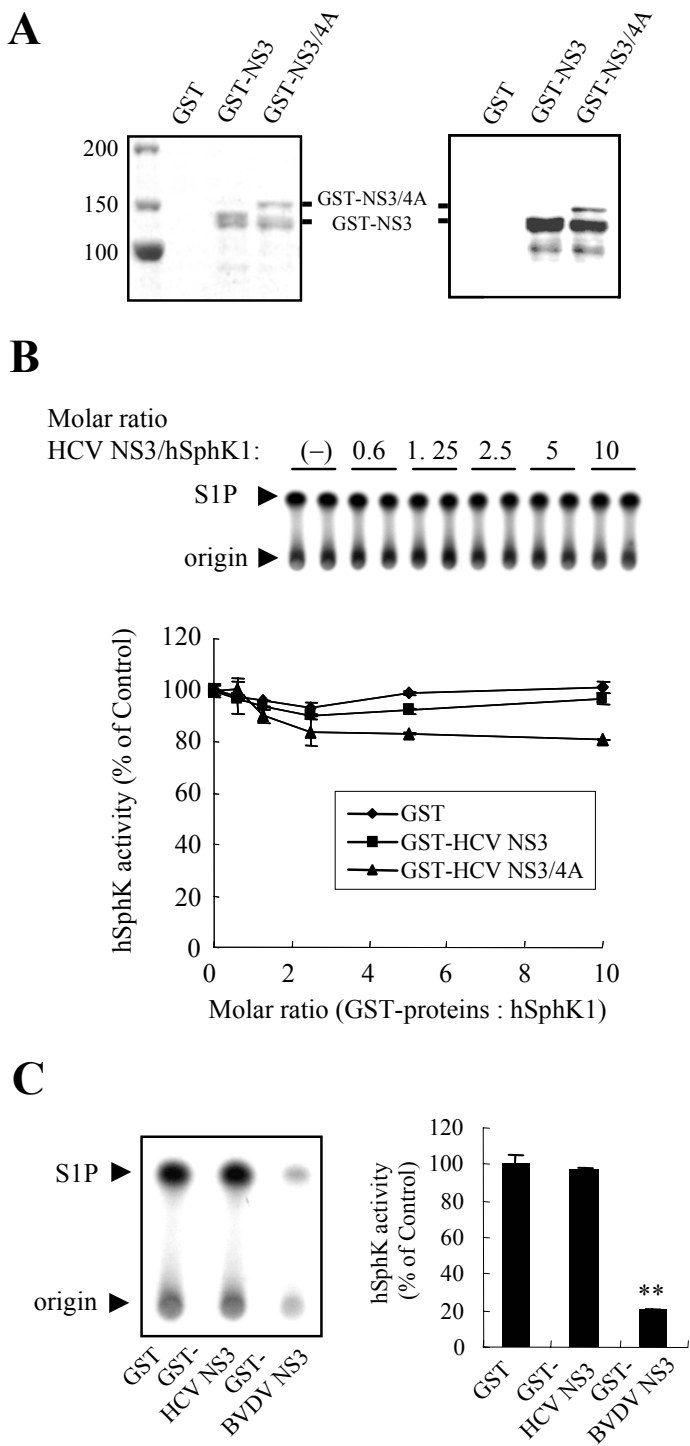 A
GST
GST-NS3
GST-NS3/4A
GST
GST-NS3
GST-NS3/4A
200
150
100
GST-NS3/4A
GST-NS3
B
Molar ratio
HCV NS3/hSphK1: (−) 0.6 1. 25 2.5 5 10
S1P
origin
120
100
80
60
40
20
0
hSphK activity (% of Control)
GST
GST-HCV NS3
GST-HCV NS3/4A
0 2 4 6 8 10
Molar ratio (GST-proteins : hSphK1)
C
S1P
origin
GST
GST-
HCV NS3
GST-
BVDV NS3
hSphK activity
(% of Control)
120
100
80
60
40
20
0
**
GST
GST-
HCV NS3
GST-
BVDV NS3